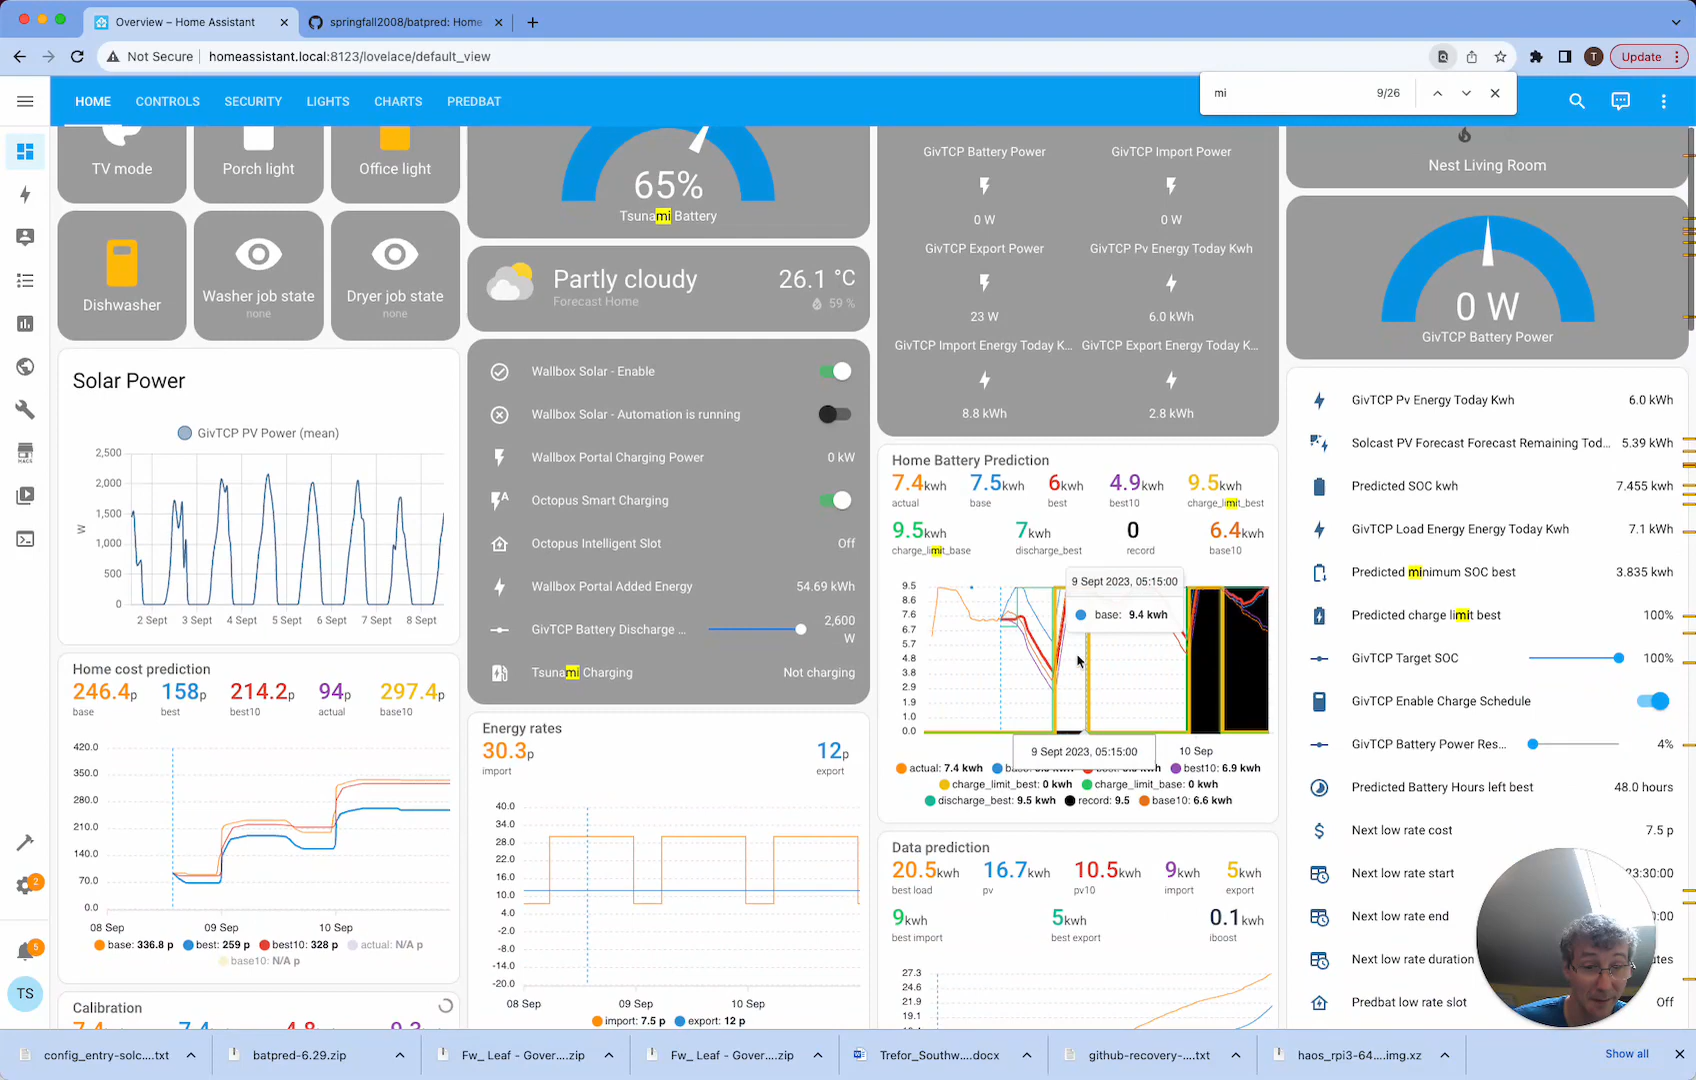 Overview – Home Assistant
springfall2008/batpred: Home
Not Secure
homeassistant.local:8123/lovelace/default_view
T
Update
HOME
CONTROLS
SECURITY
LIGHTS
CHARTS
PREDBAT
mi
9/26
TV mode
Porch light
Office light
Dishwasher
Washer job state
none
Dryer job state
none
Solar Power
GivTCP PV Power (mean)
2,500
2,000
1,500
1,000
500
0
W
2 Sept
3 Sept
4 Sept
5 Sept
6 Sept
7 Sept
8 Sept
Home cost prediction
246.4p
158p
214.2p
94p
297.4p
base
best
best10
actual
base10
420.0
350.0
280.0
210.0
140.0
70.0
0.0
08 Sep
09 Sep
10 Sep
base: 336.8 p
best: 259 p
best10: 328 p
actual: N/A p
base10: N/A p
Calibration
65%
Tsunami Battery
Partly cloudy
Forecast Home
26.1 °C
59 %
Wallbox Solar - Enable
Wallbox Solar - Automation is running
Wallbox Portal Charging Power
0 kW
Octopus Smart Charging
Octopus Intelligent Slot
Off
Wallbox Portal Added Energy
54.69 kWh
GivTCP Battery Discharge ...
2,600
W
Tsunami Charging
Not charging
Energy rates
30.3p
12p
import
export
40.0
34.0
28.0
22.0
16.0
10.0
4.0
-2.0
-8.0
-14.0
-20.0
08 Sep
09 Sep
10 Sep
import: 7.5 p
export: 12 p
GivTCP Battery Power
GivTCP Import Power
0 W
0 W
GivTCP Export Power
GivTCP Pv Energy Today Kwh
23 W
6.0 kWh
GivTCP Import Energy Today K...
GivTCP Export Energy Today K...
8.8 kWh
2.8 kWh
Home Battery Prediction
7.4kwh
7.5kwh
6kwh
4.9kwh
9.5kwh
actual
base
best
best10
charge_limit_best
9.5kwh
7kwh
0
6.4kwh
charge_limit_base
discharge_best
record
base10
9.5
8.6
7.6
6.7
5.7
4.8
3.8
2.9
1.9
1.0
0.0
9 Sept 2023, 05:15:00
base: 9.4 kwh
9 Sept 2023, 05:15:00
10 Sep
actual: 7.4 kwh
best10: 6.9 kwh
charge_limit_best: 0 kwh
charge_limit_base: 0 kwh
discharge_best: 9.5 kwh
record: 9.5
base10: 6.6 kwh
Data prediction
20.5kwh
16.7kwh
10.5kwh
9kwh
5kwh
best load
pv
pv10
import
export
9kwh
5kwh
0.1kwh
best import
best export
iboost
27.3
24.6
21.9
19.1
Nest Living Room
0 W
GivTCP Battery Power
GivTCP Pv Energy Today Kwh
6.0 kWh
Solcast PV Forecast Forecast Remaining Tod...
5.39 kWh
Predicted SOC kwh
7.455 kWh
GivTCP Load Energy Energy Today Kwh
7.1 kWh
Predicted minimum SOC best
3.835 kwh
Predicted charge limit best
100%
GivTCP Target SOC
100%
GivTCP Enable Charge Schedule
GivTCP Battery Power Res...
4%
Predicted Battery Hours left best
48.0 hours
Next low rate cost
7.5 p
Next low rate start
23:30:00
Next low rate end
Next low rate duration
Predbat low rate slot
Off
HACS
2
5
TS
config_entry-solc....txt
batpred-6.29.zip
Fw_ Leaf - Gover....zip
Fw_ Leaf - Gover....zip
Trefor_Southw....docx
github-recovery-....txt
haos_rpi3-64....img.xz
Show all